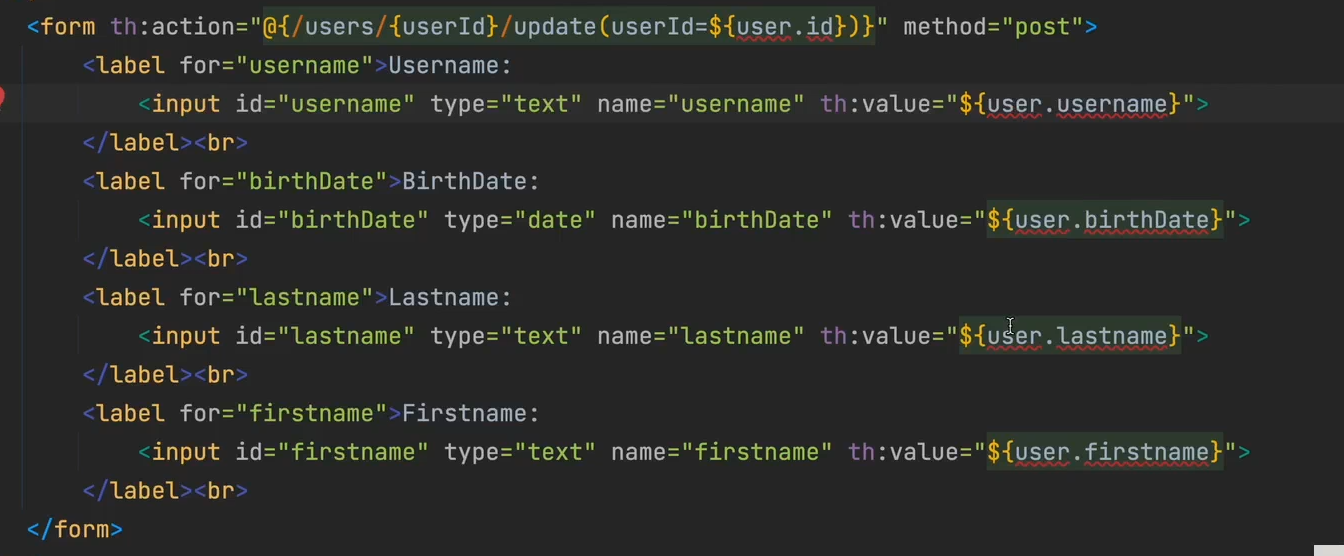 <form th:action="@{/users/{userId}/update(userId=${user.id})}" method="post">
<label for="username">Username:
<input id="username" type="text" name="username" th:value="${user.username}">
</label><br>
<label for="birthDate">BirthDate:
<input id="birthDate" type="date" name="birthDate" th:value="${user.birthDate}">
</label><br>
<label for="lastname">Lastname:
<input id="lastname" type="text" name="lastname" th:value="${user.lastname}">
</label><br>
<label for="firstname">Firstname:
<input id="firstname" type="text" name="firstname" th:value="${user.firstname}">
</label><br>
</form>